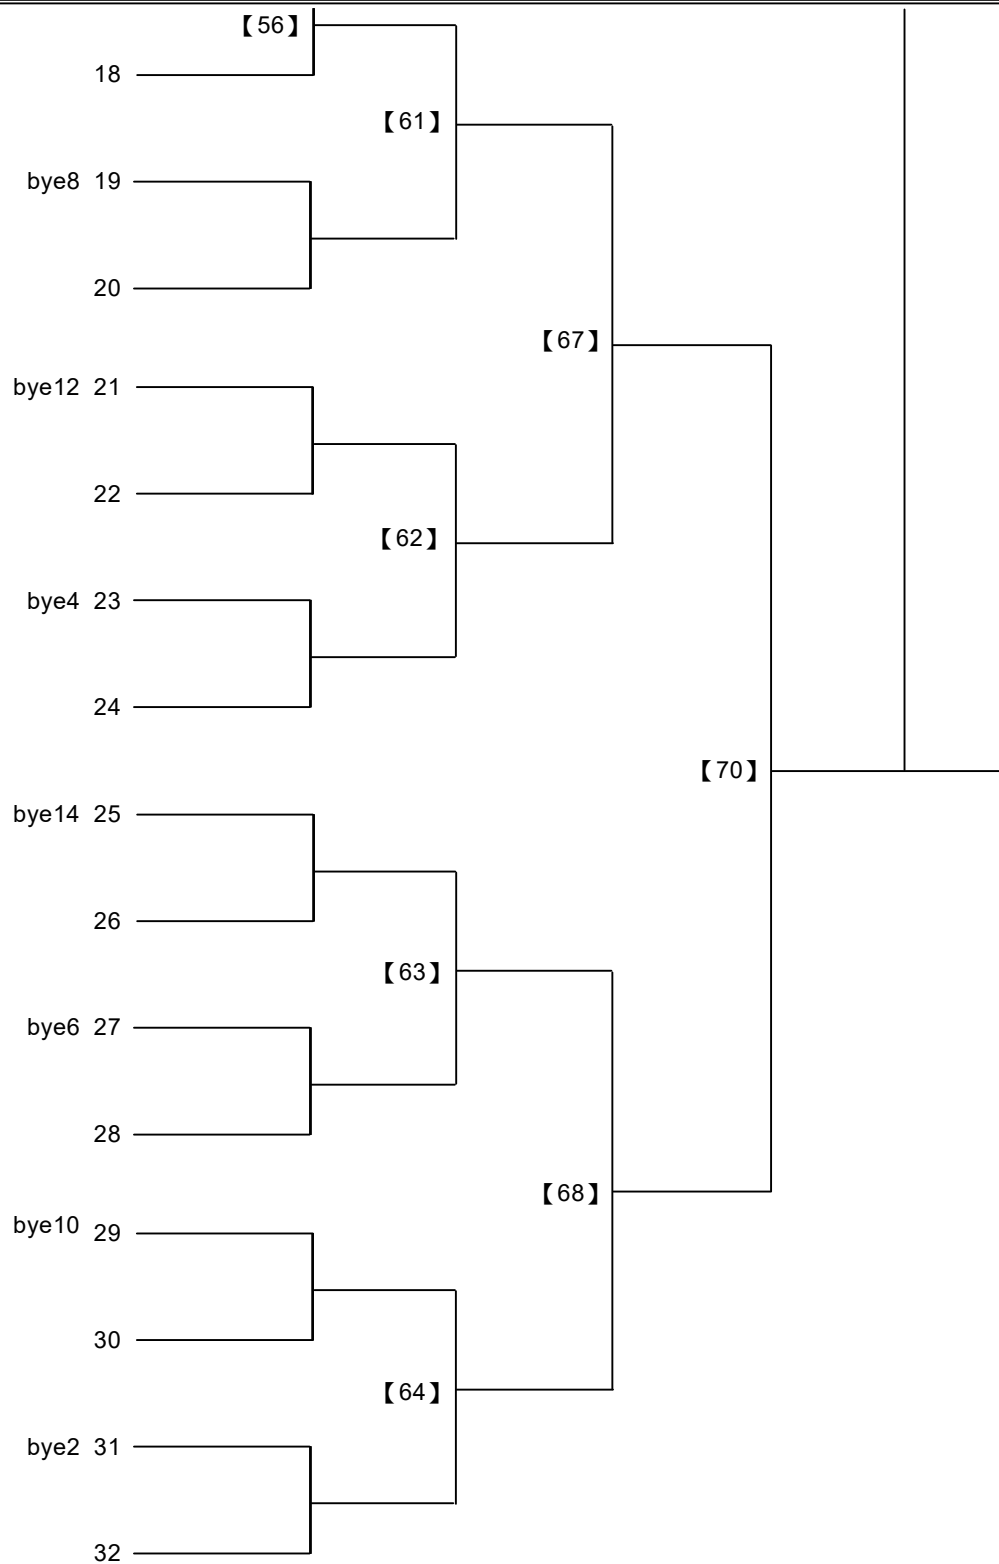 【56】
18
【61】
bye8 19
20
【67】
bye12 21
22
【62】
bye4 23
24
【70】
bye14 25
26
【63】
bye6 27
28
【68】
bye10 29
30
【64】
bye2 31
32